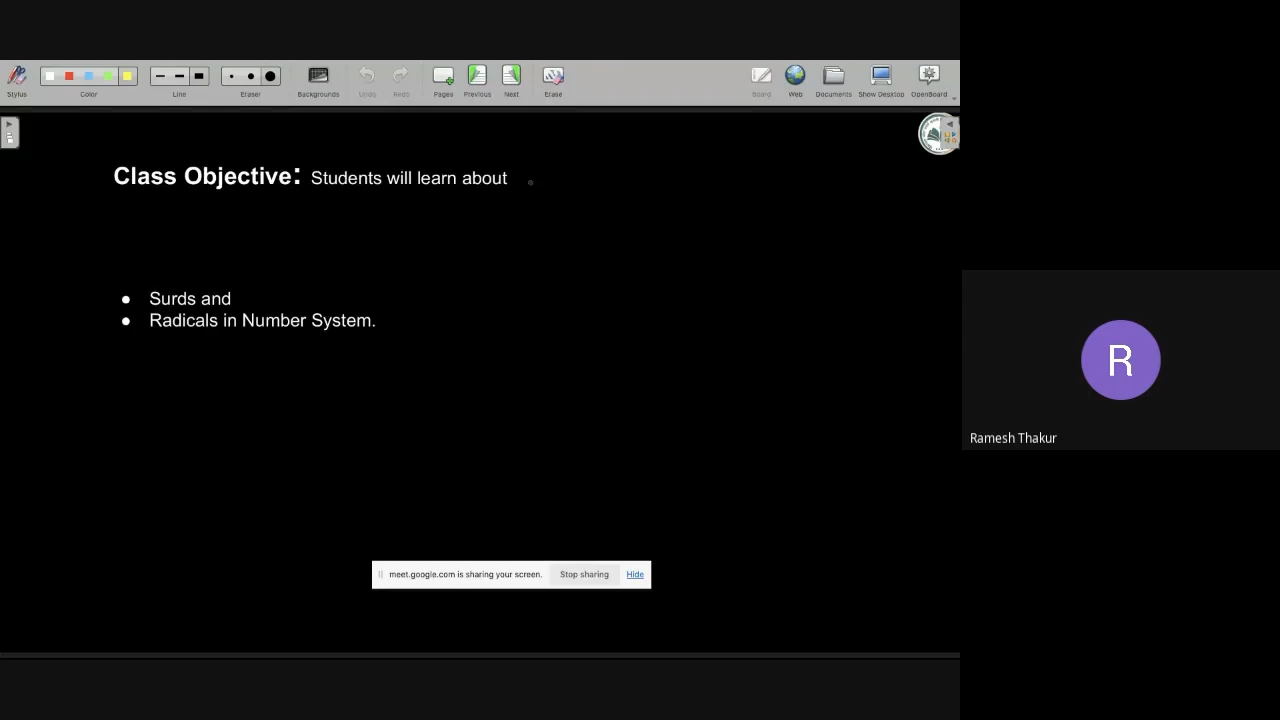 Stylus Color Line Eraser Backgrounds Undo Redo Pages Previous Next Erase Board Web Documents Show Desktop OpenBoard
Class Objective: Students will learn about
● Surds and
● Radicals in Number System.
R
Ramesh Thakur
meet.google.com is sharing your screen. Stop sharing Hide